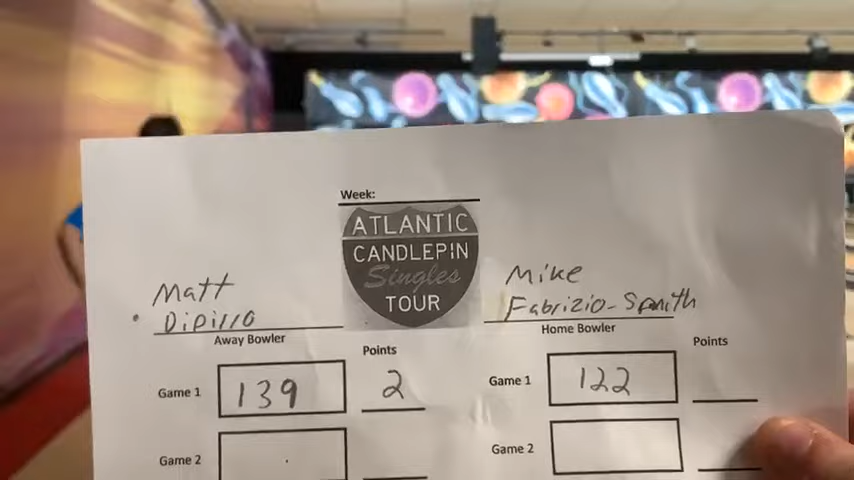 Week:
ATLANTIC
CANDLEPIN
Singles
TOUR
Matt
Dipillo
Away Bowler
Mike
Fabrizio-Smith
Home Bowler
Points
Points
Game 1
139
2
Game 1
122
Game 2
Game 2